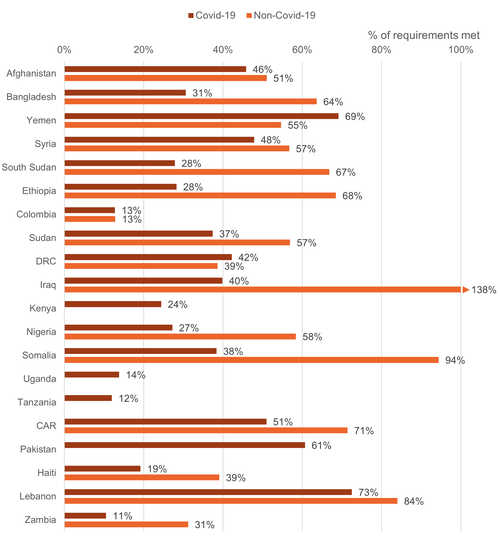 Covid-19 Non-Covid-19
% of requirements met
0% 20% 40% 60% 80% 100%
Afghanistan 46%
51%
Bangladesh 31%
64%
Yemen 69%
55%
Syria 48%
57%
South Sudan 28%
67%
Ethiopia 28%
68%
Colombia 13%
13%
Sudan 37%
57%
DRC 42%
39%
Iraq 40%
138%
Kenya 24%
Nigeria 27%
58%
Somalia 38%
94%
Uganda 14%
Tanzania 12%
CAR 51%
71%
Pakistan 61%
Haiti 19%
39%
Lebanon 73%
84%
Zambia 11%
31%